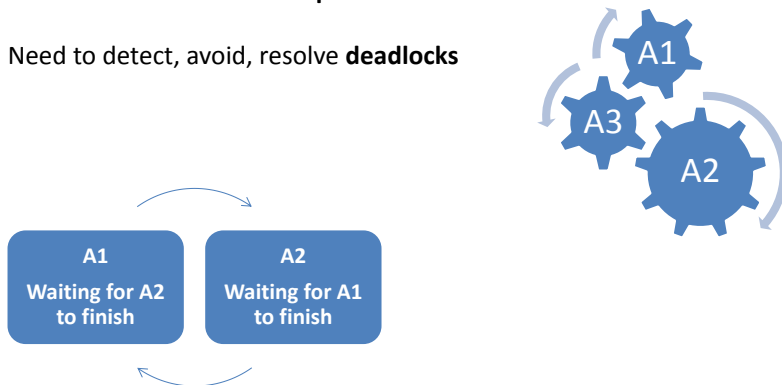 Need to detect, avoid, resolve deadlocks
A1
A3
A2
A1
Waiting for A2
to finish
A2
Waiting for A1
to finish